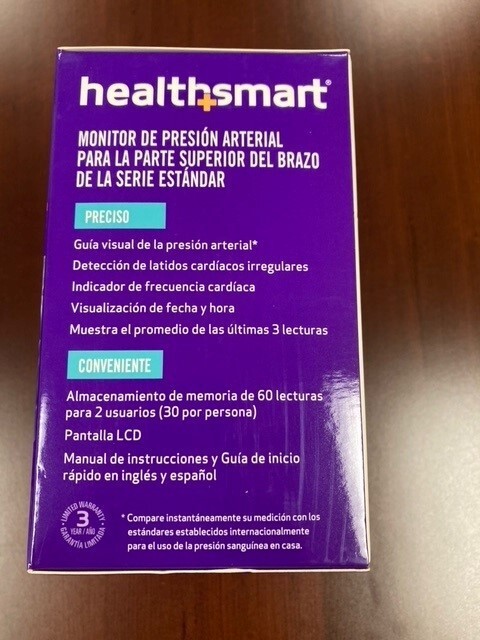 health+smart®
MONITOR DE PRESIÓN ARTERIAL
PARA LA PARTE SUPERIOR DEL BRAZO
DE LA SERIE ESTÁNDAR
PRECISO
Guía visual de la presión arterial*
Detección de latidos cardíacos irregulares
Indicador de frecuencia cardíaca
Visualización de fecha y hora
Muestra el promedio de las últimas 3 lecturas
CONVENIENTE
Almacenamiento de memoria de 60 lecturas
para 2 usuarios (30 por persona)
Pantalla LCD
Manual de instrucciones y Guía de inicio
rápido en inglés y español
LIMITED WARRANTY
3
YEAR / AÑO
GARANTÍA LIMITADA
* Compare instantáneamente su medición con los
estándares establecidos internacionalmente
para el uso de la presión sanguínea en casa.